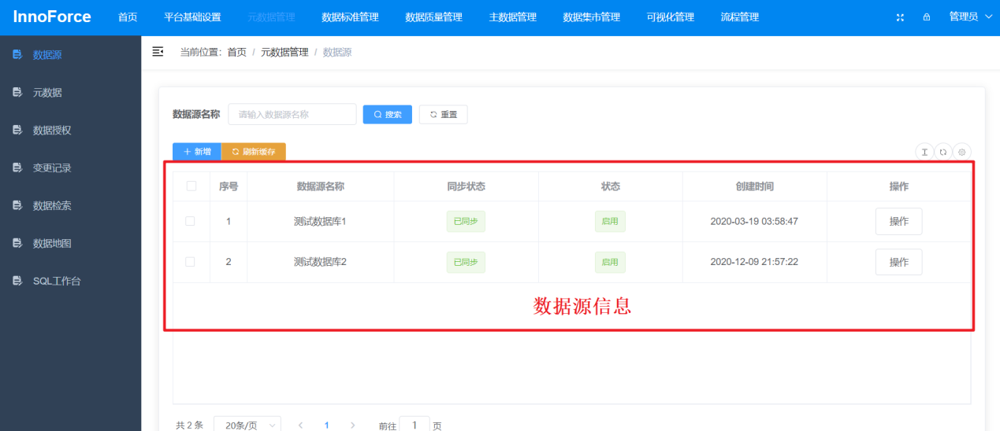 InnoForce 首页 平台基础设置 元数据管理 数据标准管理 数据质量管理 主数据管理 数据集市管理 可视化管理 流程管理 管理员
数据源
元数据
数据授权
变更记录
数据检索
数据地图
SQL工作台
当前位置： 首页 / 元数据管理 / 数据源
数据源名称 请输入数据源名称 搜索 重置
新增 刷新缓存
序号 数据源名称 同步状态 状态 创建时间 操作
1 测试数据库1 已同步 启用 2020-03-19 03:58:47 操作
2 测试数据库2 已同步 启用 2020-12-09 21:57:22 操作
数据源信息
共 2 条 20条/页 1 前往 1 页